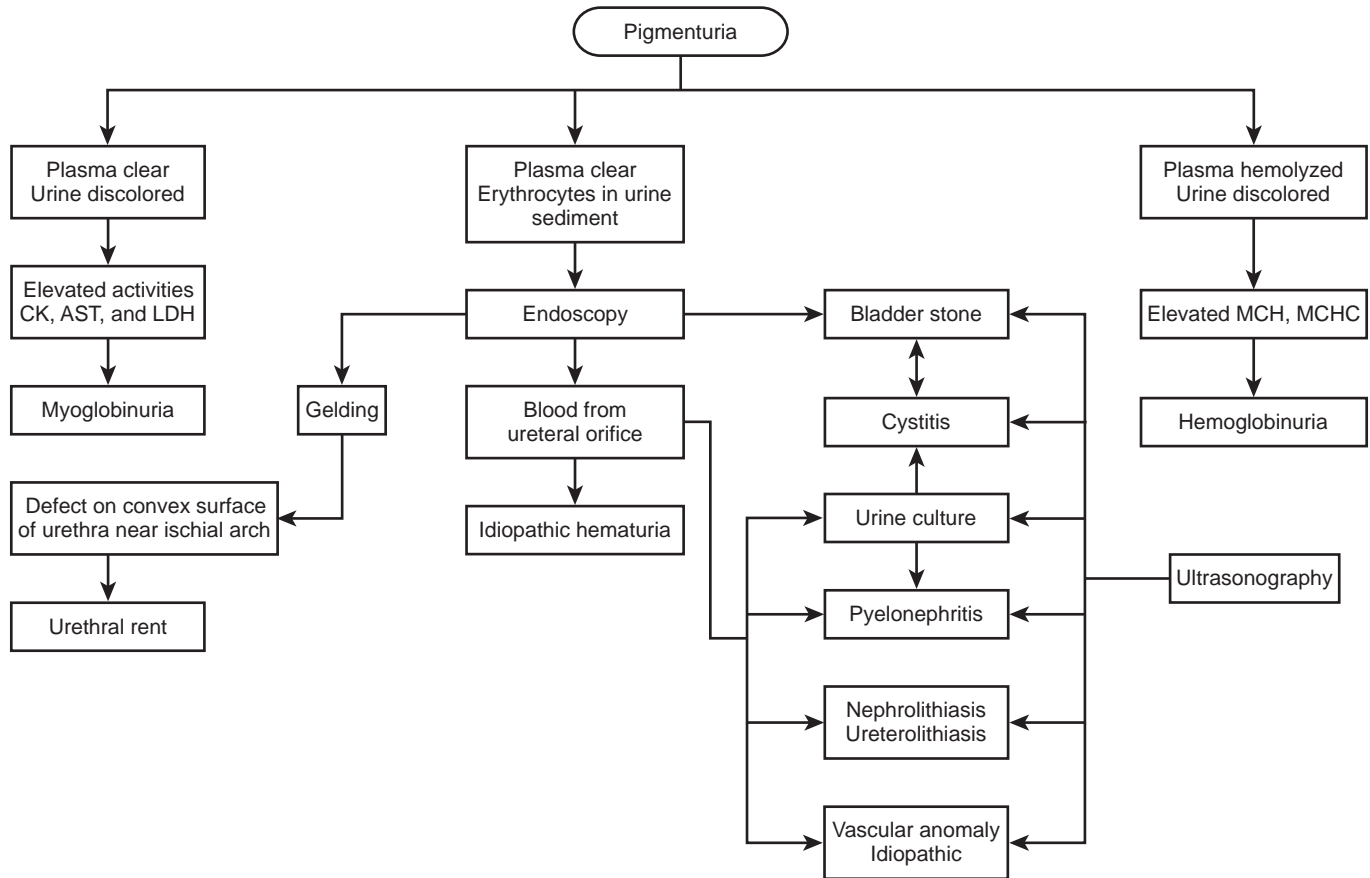 Pigmenturia
Plasma clear
Urine discolored
Plasma clear
Erythrocytes in urine
sediment
Plasma hemolyzed
Urine discolored
Elevated activities
CK, AST, and LDH
Endoscopy
Bladder stone
Elevated MCH, MCHC
Myoglobinuria
Gelding
Blood from
ureteral orifice
Cystitis
Hemoglobinuria
Defect on convex surface
of urethra near ischial arch
Idiopathic hematuria
Urine culture
Ultrasonography
Urethral rent
Pyelonephritis
Nephrolithiasis
Ureterolithiasis
Vascular anomaly
Idiopathic